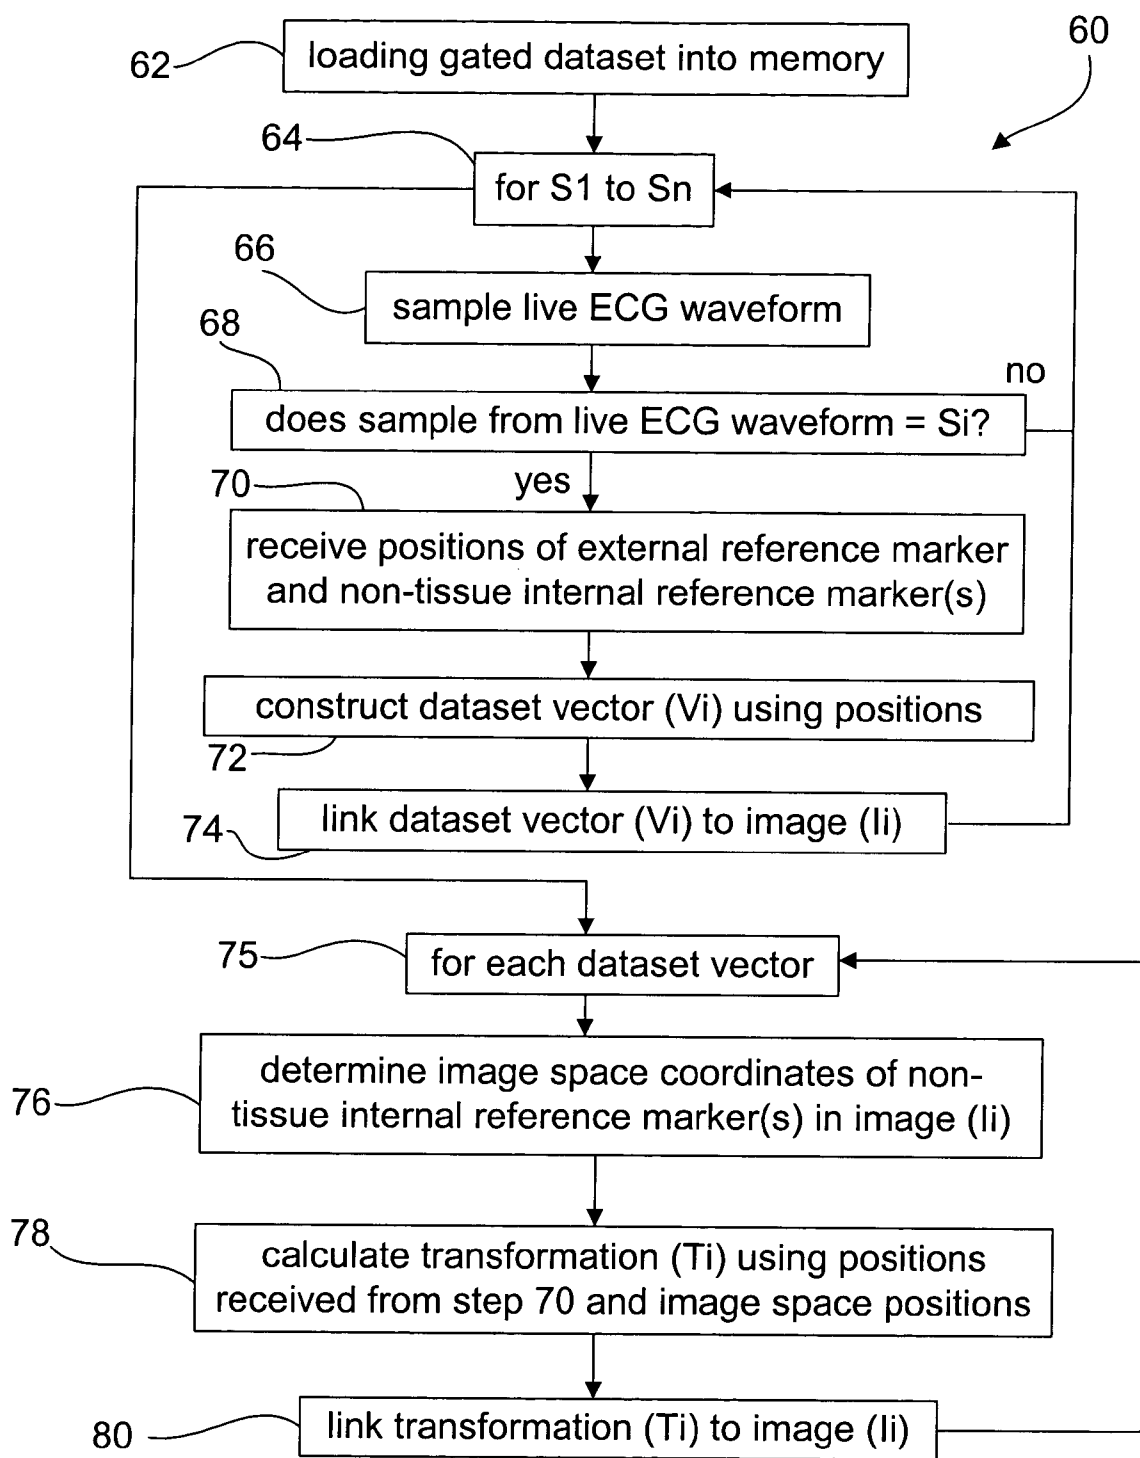 60
62
loading gated dataset into memory
64
for S1 to Sn
66
sample live ECG waveform
68
no
does sample from live ECG waveform = Si?
yes
70
receive positions of external reference marker
and non-tissue internal reference marker(s)
construct dataset vector (Vi) using positions
72
link dataset vector (Vi) to image (Ii)
74
75
for each dataset vector
76
determine image space coordinates of non-
tissue internal reference marker(s) in image (Ii)
78
calculate transformation (Ti) using positions
received from step 70 and image space positions
80
link transformation (Ti) to image (Ii)